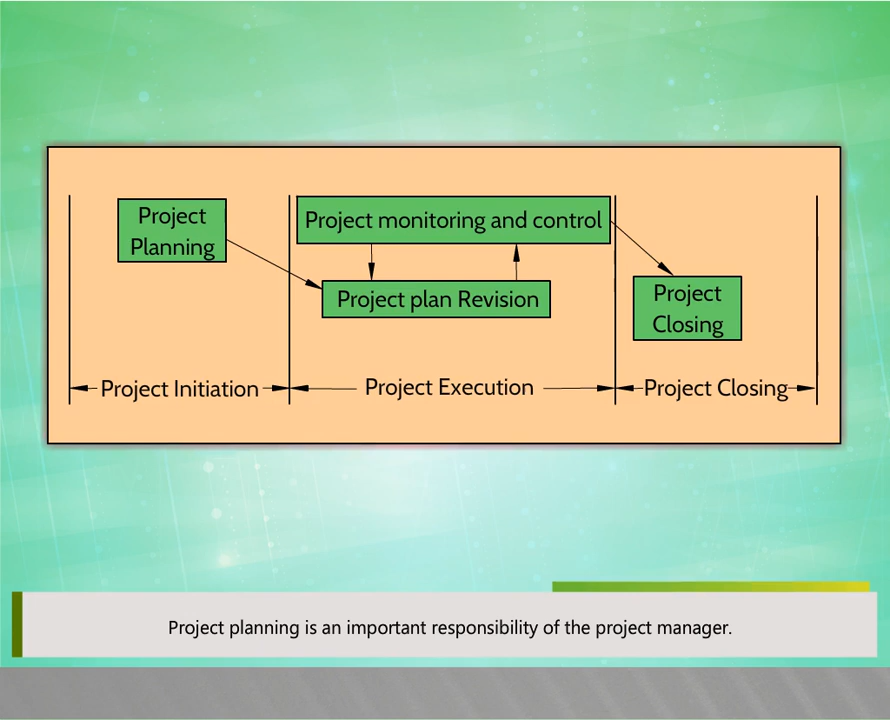 Project
Planning
Project monitoring and control
Project plan Revision
Project
Closing
Project Initiation
Project Execution
Project Closing
Project planning is an important responsibility of the project manager.